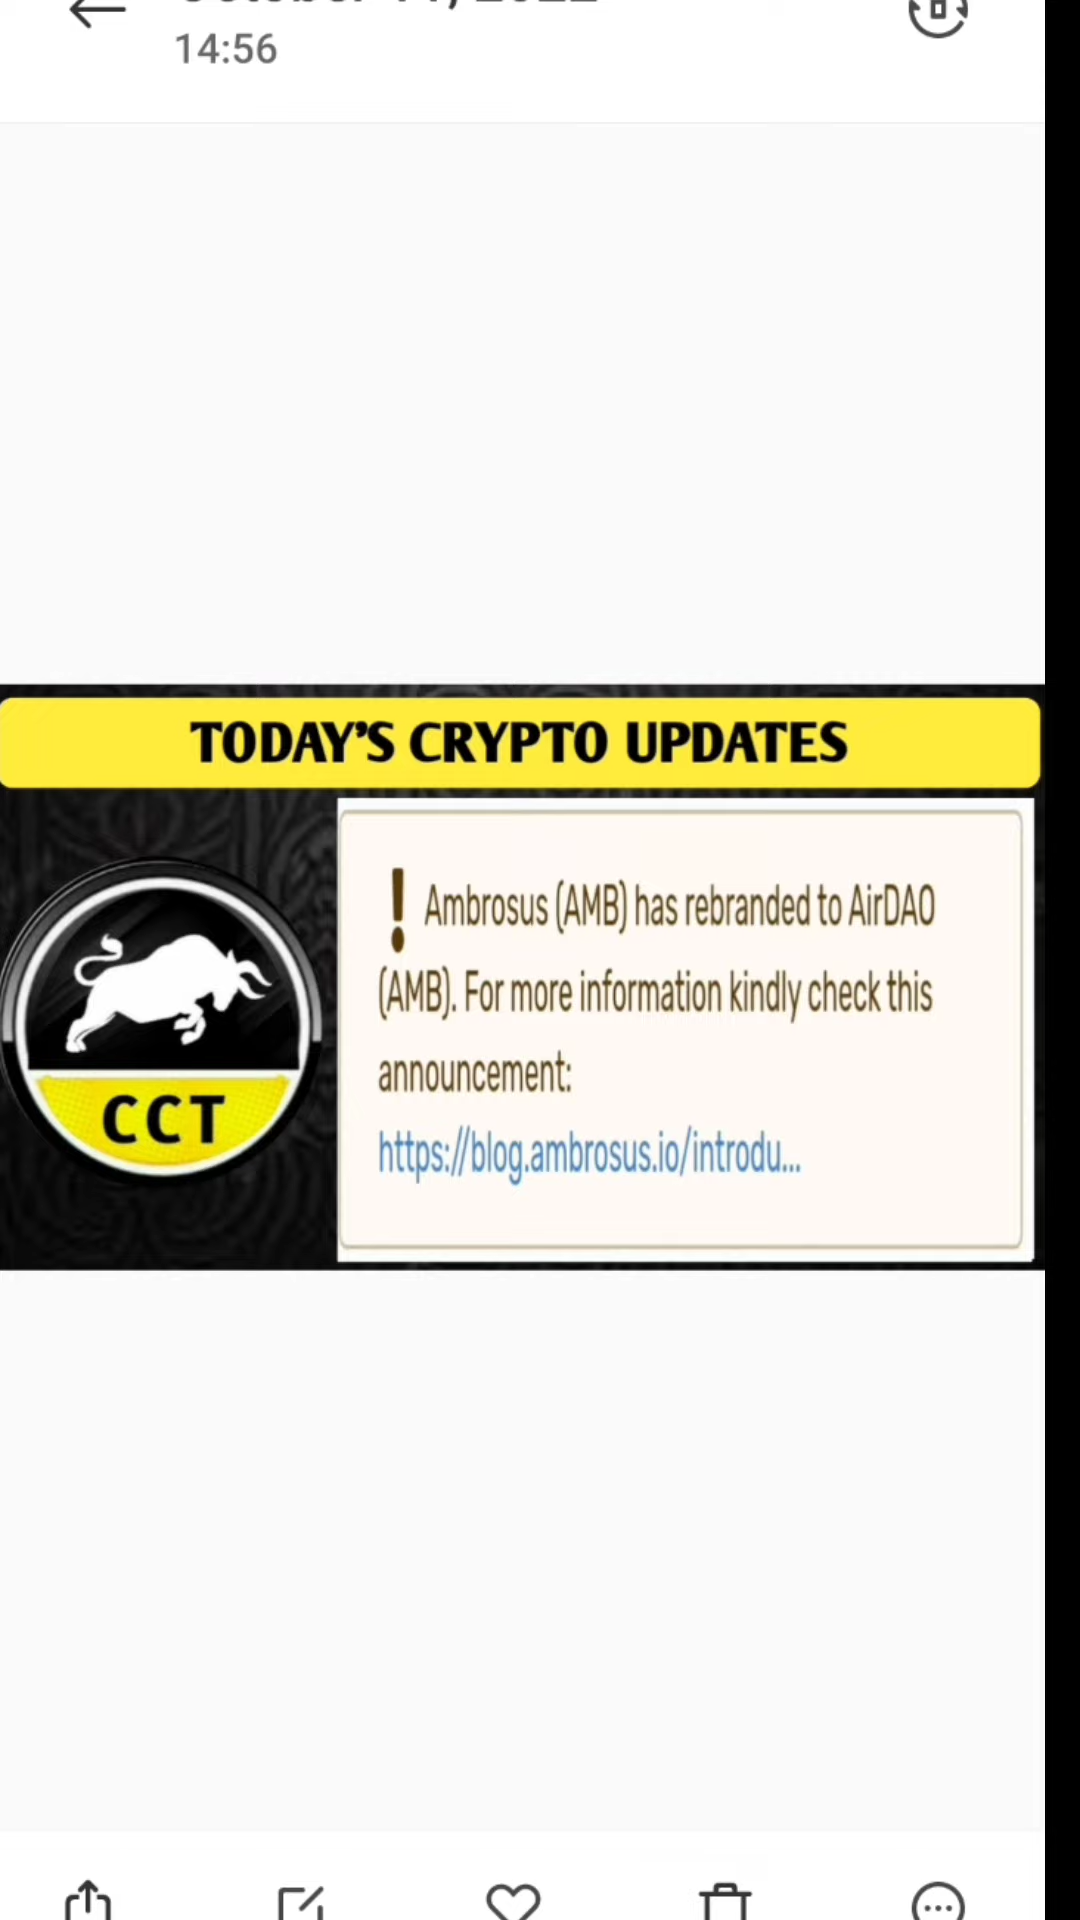 14:56
TODAY'S CRYPTO UPDATES
! Ambrosus (AMB) has rebranded to AirDAO
(AMB). For more information kindly check this
announcement:
https://blog.ambrosus.io/introdu...
CCT